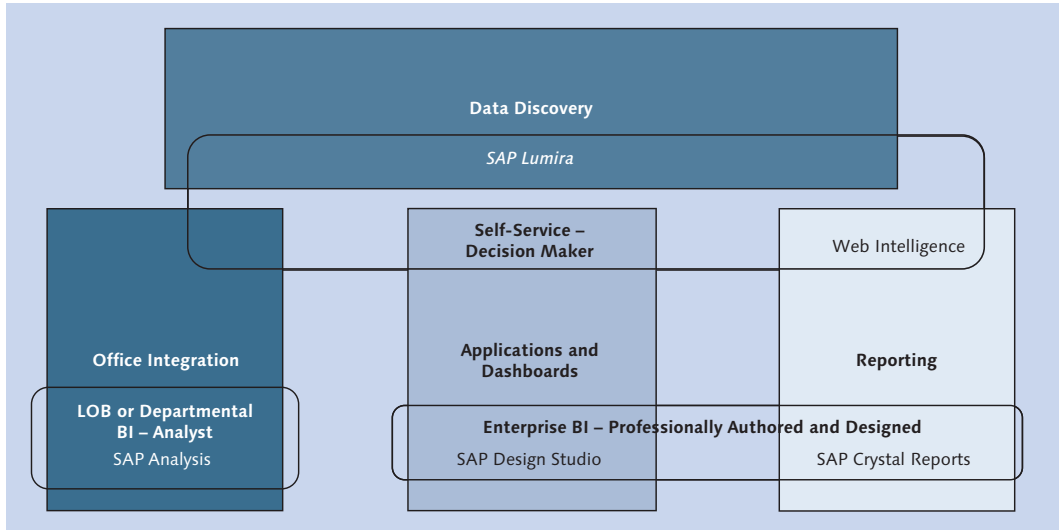 Data Discovery
SAP Lumira
Self-Service –
Decision Maker
Web Intelligence
Office Integration
Applications and
Dashboards
Reporting
LOB or Departmental
BI – Analyst
SAP Analysis
Enterprise BI – Professionally Authored and Designed
SAP Design Studio
SAP Crystal Reports